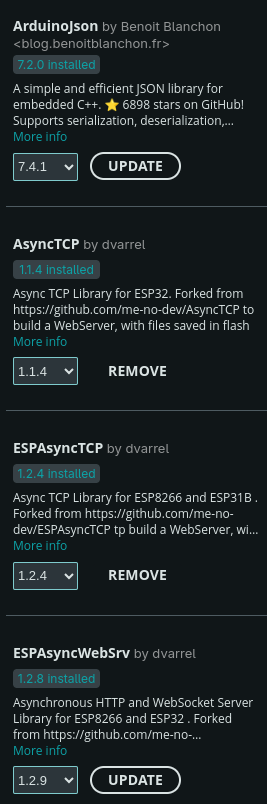 ArduinoJson by Benoit Blanchon
<blog.benoitblanchon.fr>
7.2.0 installed
A simple and efficient JSON library for
embedded C++. ⭐ 6898 stars on GitHub!
Supports serialization, deserialization,...
More info
7.4.1 UPDATE
AsyncTCP by dvarrel
1.1.4 installed
Async TCP Library for ESP32. Forked from
https://github.com/me-no-dev/AsyncTCP to
build a WebServer, with files saved in flash
More info
1.1.4 REMOVE
ESPAsyncTCP by dvarrel
1.2.4 installed
Async TCP Library for ESP8266 and ESP31B .
Forked from https://github.com/me-no-
dev/ESPAsyncTCP tp build a WebServer, wi...
More info
1.2.4 REMOVE
ESPAsyncWebSrv by dvarrel
1.2.8 installed
Asynchronous HTTP and WebSocket Server
Library for ESP8266 and ESP32 . Forked
from https://github.com/me-no-...
More info
1.2.9 UPDATE